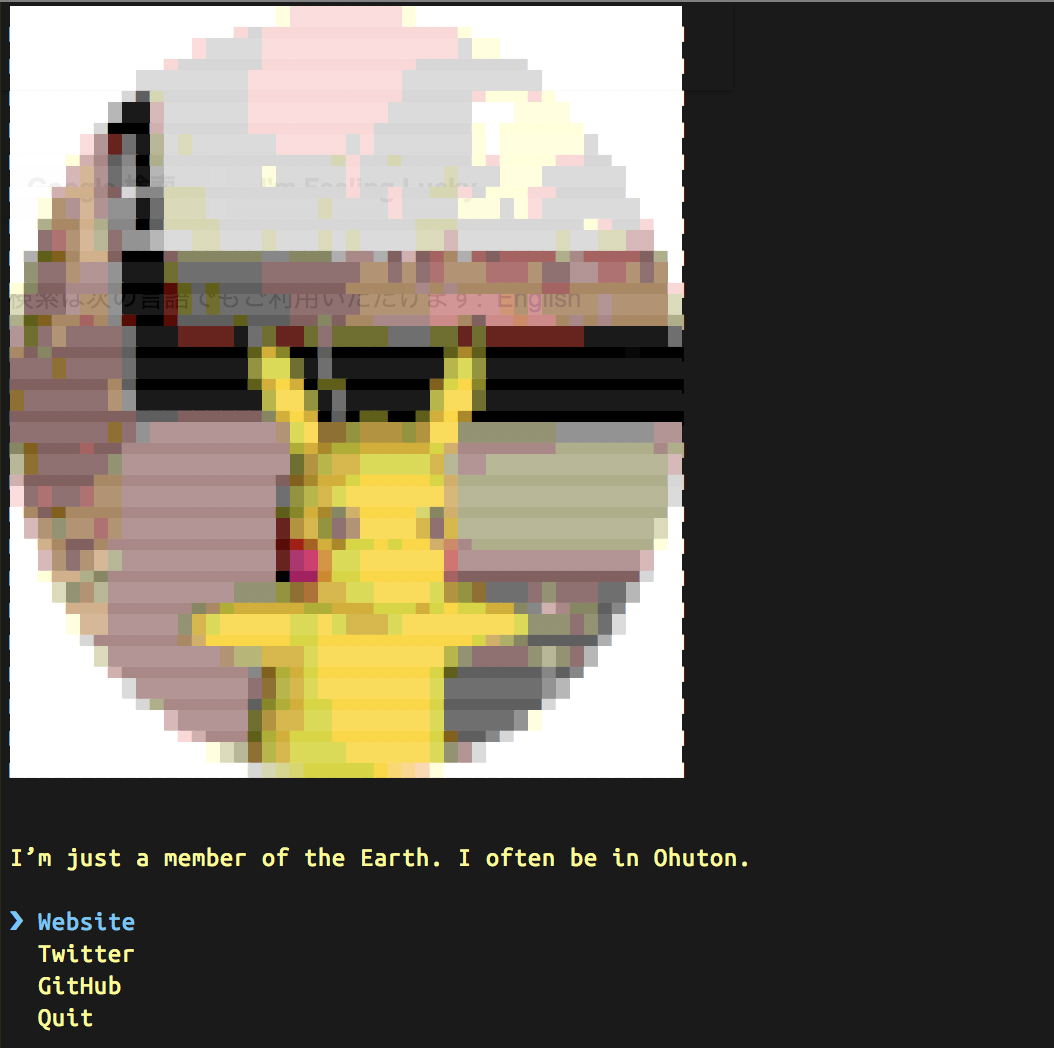 Google 検索 I'm Feeling Lucky
検索は次の言語でもご利用いただけます: English
I’m just a member of the Earth. I often be in Ohuton.
❯ Website
Twitter
GitHub
Quit